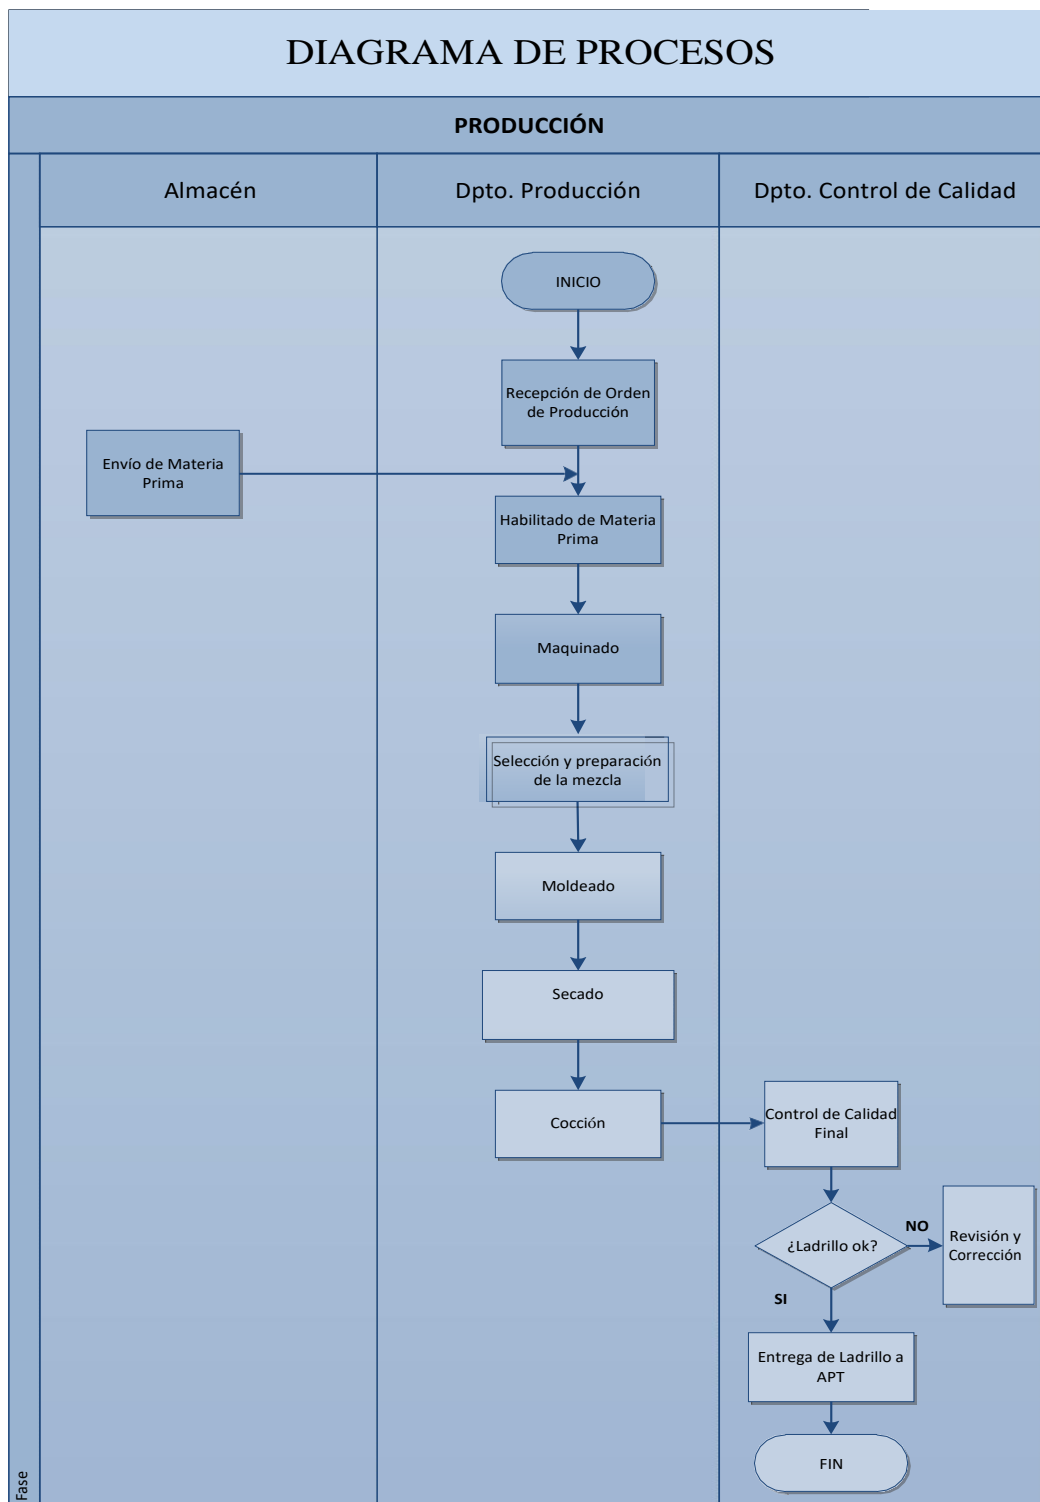 DIAGRAMA DE PROCESOS
PRODUCCIÓN
Almacén
Dpto. Producción
Dpto. Control de Calidad
INICIO
Recepción de Orden
de Producción
Envío de Materia
Prima
Habilitado de Materia
Prima
Maquinado
Selección y preparación
de la mezcla
Moldeado
Secado
Cocción
Control de Calidad
Final
¿Ladrillo ok?
NO
Revisión y
Corrección
SI
Entrega de Ladrillo a
APT
FIN
Fase